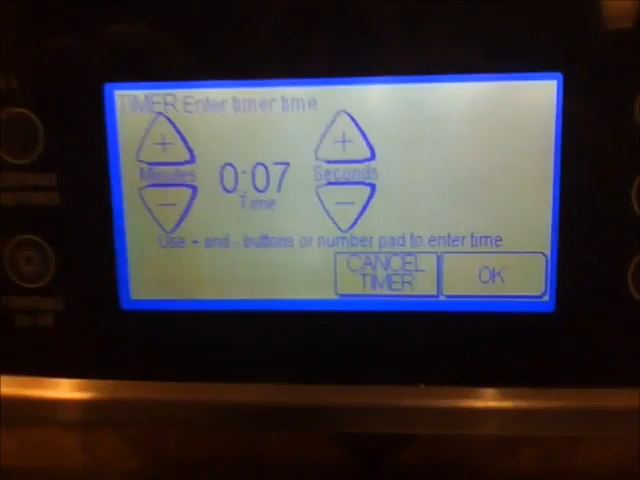 TIMER Enter timer time
+ +
Minutes 0:07 Seconds
Time
- -
Use + and - buttons or number pad to enter time
CANCEL
TIMER OK